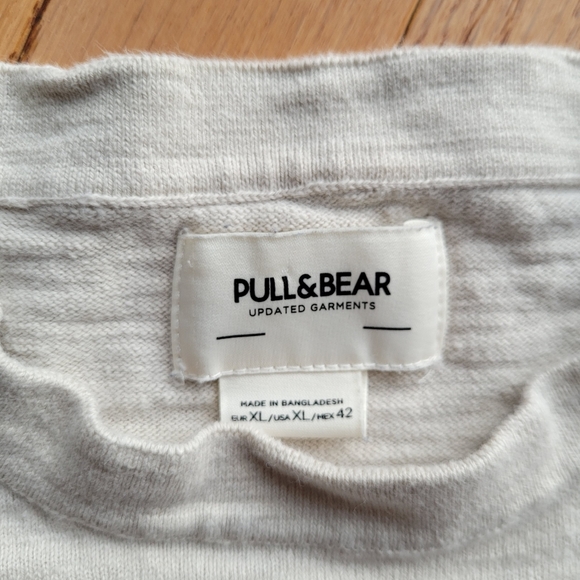 PULL&BEAR
UPDATED GARMENTS
MADE IN BANGLADESH
EUR XL/USA XL/MEX 42